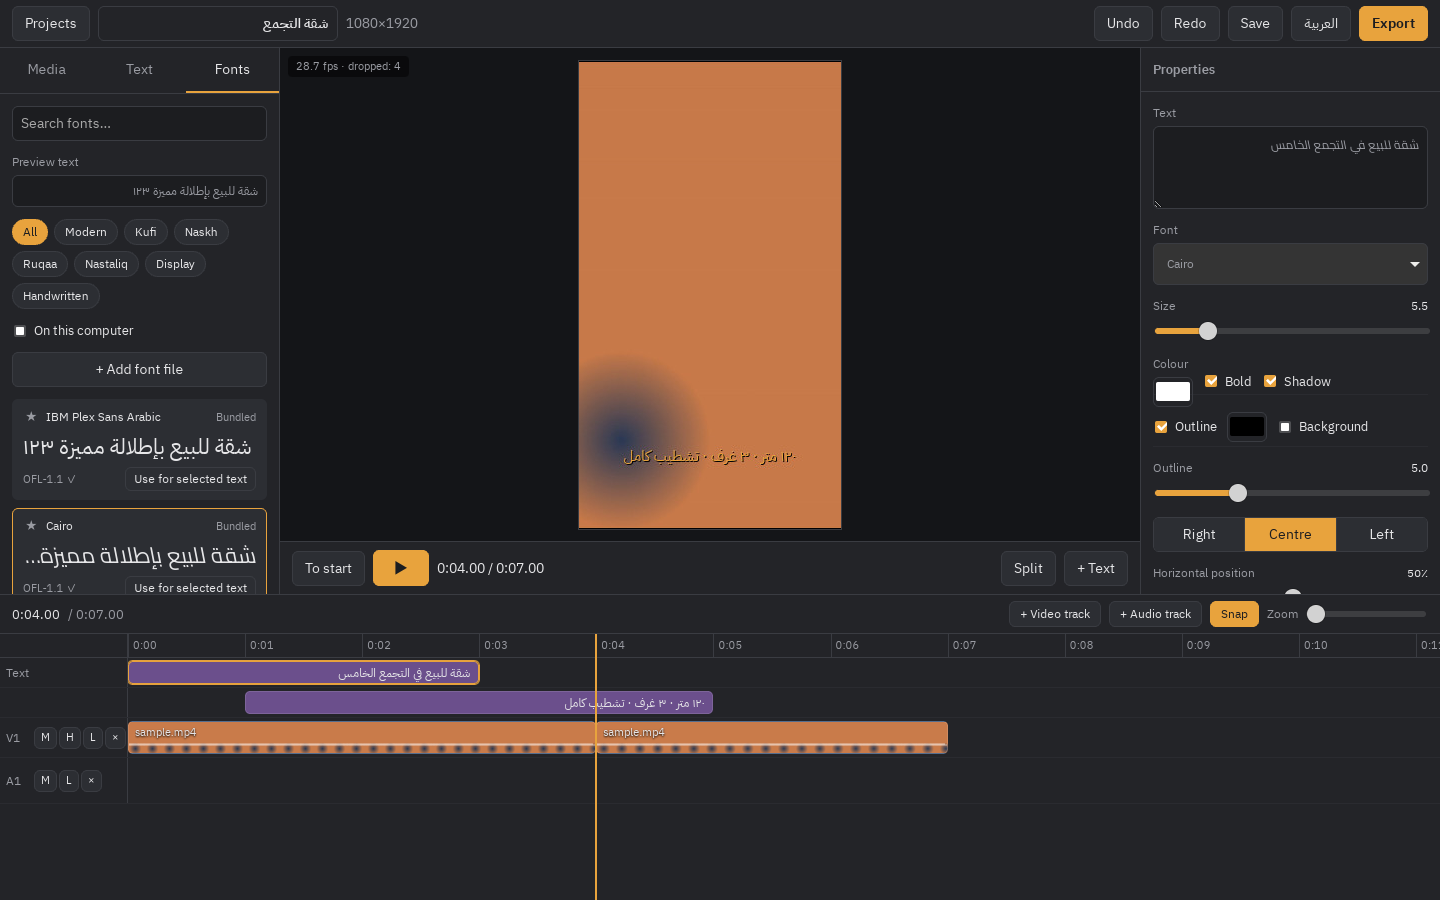 Projects
شقة التجمع
1080×1920
Undo
Redo
Save
العربية
Export
Media
Text
Fonts
Search fonts...
Preview text
شقة للبيع بإطلالة مميزة ١٢٣
All
Modern
Kufi
Naskh
Ruqaa
Nastaliq
Display
Handwritten
On this computer
+ Add font file
★ IBM Plex Sans Arabic
Bundled
شقة للبيع بإطلالة مميزة ١٢٣
OFL-1.1 ✓
Use for selected text
★ Cairo
Bundled
شقة للبيع بإطلالة مميزة...
OFL-1.1 ✓
Use for selected text
28.7 fps · dropped: 4
١٢٠ متر · ٣ غرف · تشطيب كامل
To start
0:04.00 / 0:07.00
Split
+ Text
Properties
Text
شقة للبيع في التجمع الخامس
Font
Cairo
Size
5.5
Colour
Bold
Shadow
Outline
Background
Outline
5.0
Right
Centre
Left
Horizontal position
50٪
0:04.00 / 0:07.00
+ Video track
+ Audio track
Snap
Zoom
0:00
0:01
0:02
0:03
0:04
0:05
0:06
0:07
0:08
0:09
0:10
Text
شقة للبيع في التجمع الخامس
١٢٠ متر · ٣ غرف · تشطيب كامل
V1
M
H
L
×
sample.mp4
sample.mp4
A1
M
L
×